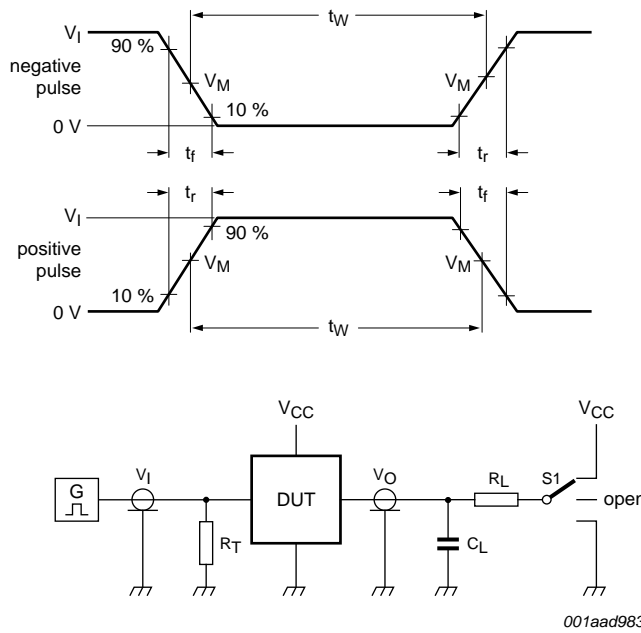 V_I
t_W
90 %
negative
pulse
V_M
V_M
10 %
0 V
t_f
t_r
t_r
t_f
V_I
90 %
positive
pulse
V_M
V_M
10 %
0 V
t_W
V_CC
V_CC
V_I
V_O
R_L
S1
G
DUT
open
R_T
C_L
001aad983